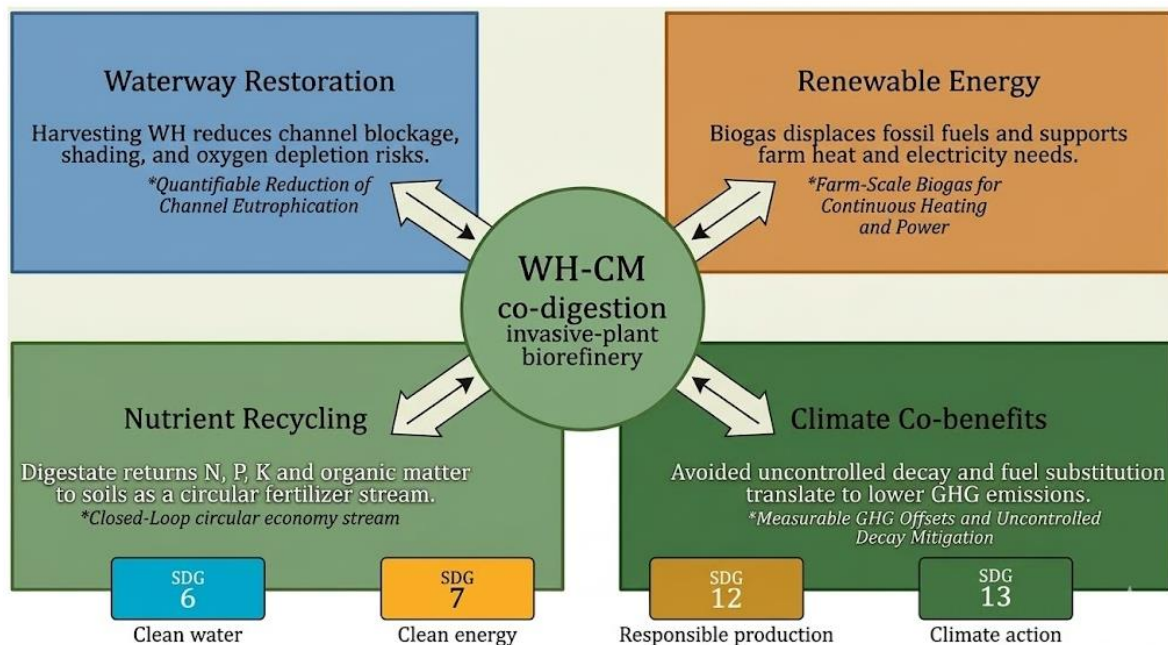 Waterway Restoration
Harvesting WH reduces channel blockage,
shading, and oxygen depletion risks.
*Quantifiable Reduction of
Channel Eutrophication
Renewable Energy
Biogas displaces fossil fuels and supports
farm heat and electricity needs.
*Farm-Scale Biogas for
Continuous Heating
and Power
WH-CM
co-digestion
invasive-plant
biorefinery
Nutrient Recycling
Digestate returns N, P, K and organic matter
to soils as a circular fertilizer stream.
*Closed-Loop circular economy stream
Climate Co-benefits
Avoided uncontrolled decay and fuel substitution
translate to lower GHG emissions.
*Measurable GHG Offsets and Uncontrolled
Decay Mitigation
SDG
6
Clean water
SDG
7
Clean energy
SDG
12
Responsible production
SDG
13
Climate action